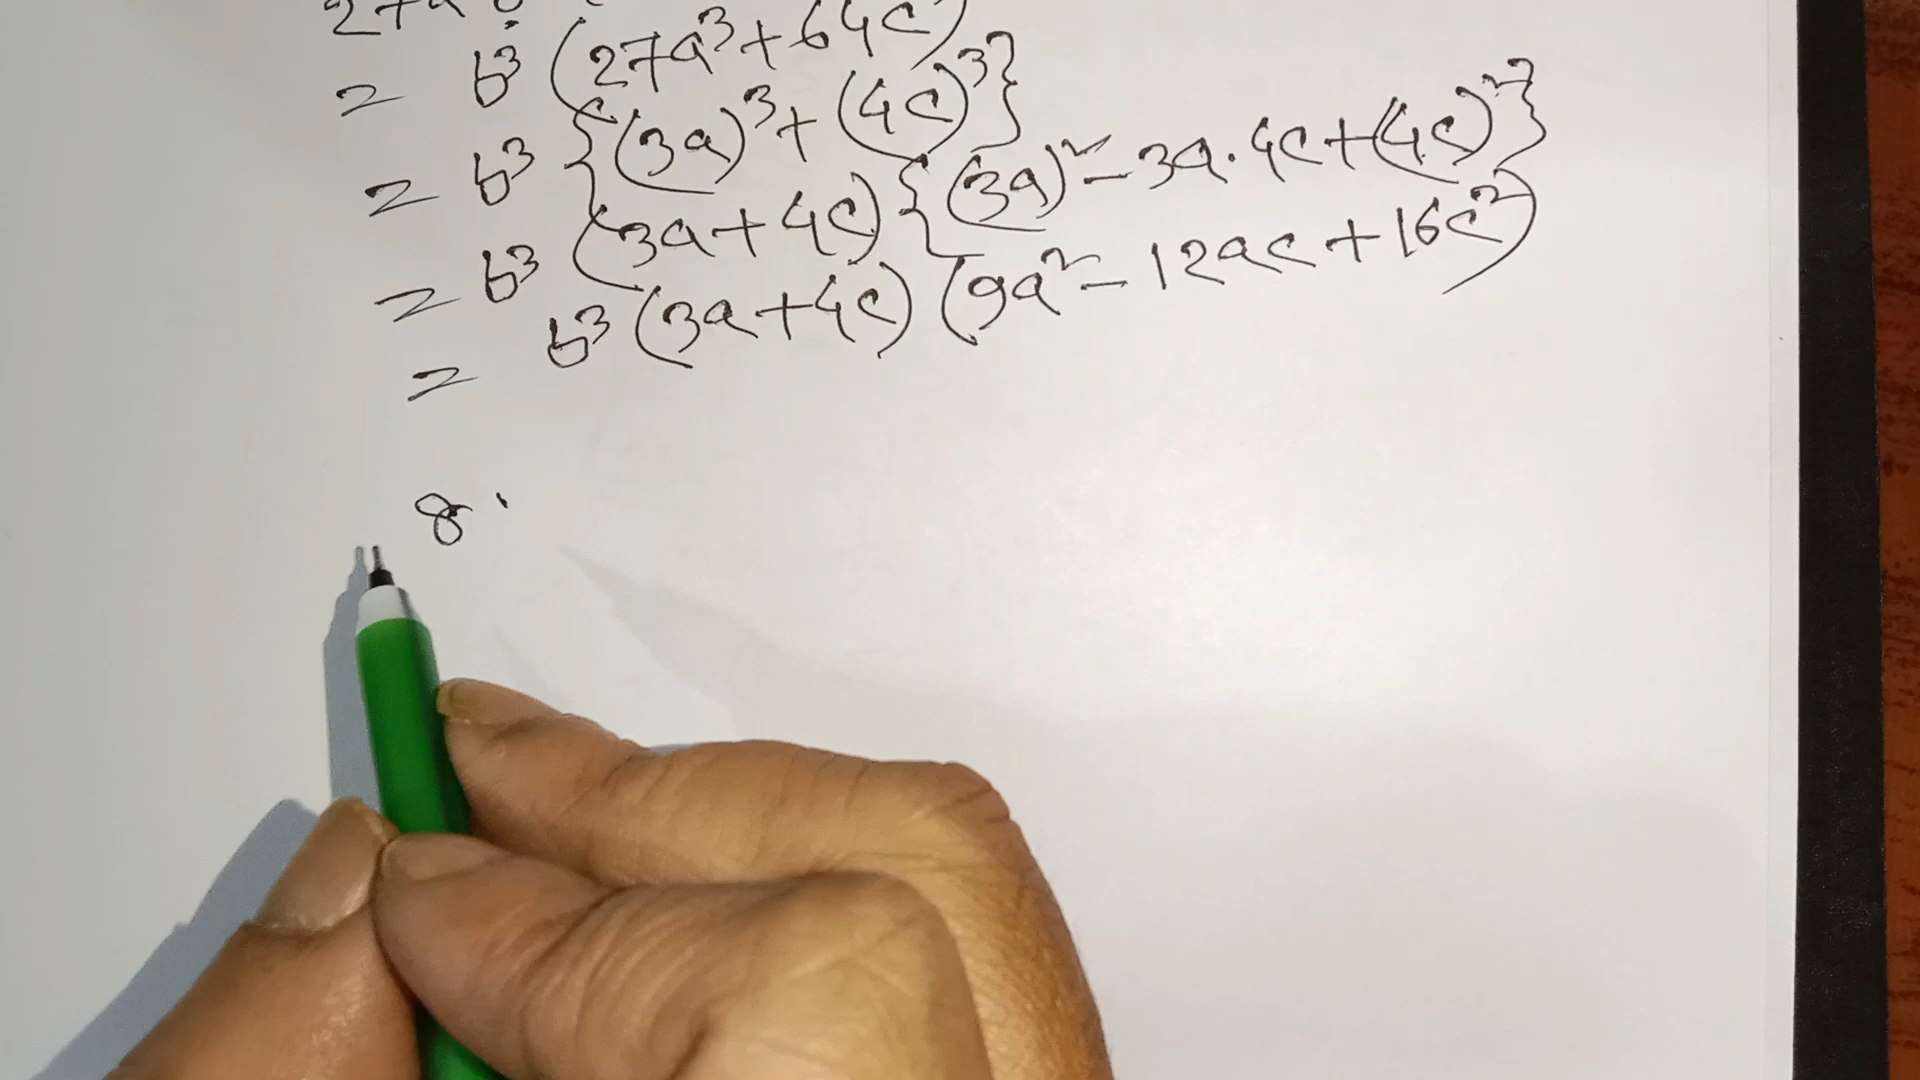 = b³ (27a³ + 64c
= b³ {(3a)³ + (4c)³}
= b³ (3a + 4c) {(3a)² - 3a·4c + (4c)²}
= b³ (3a + 4c) (9a² - 12ac + 16c²)
8.